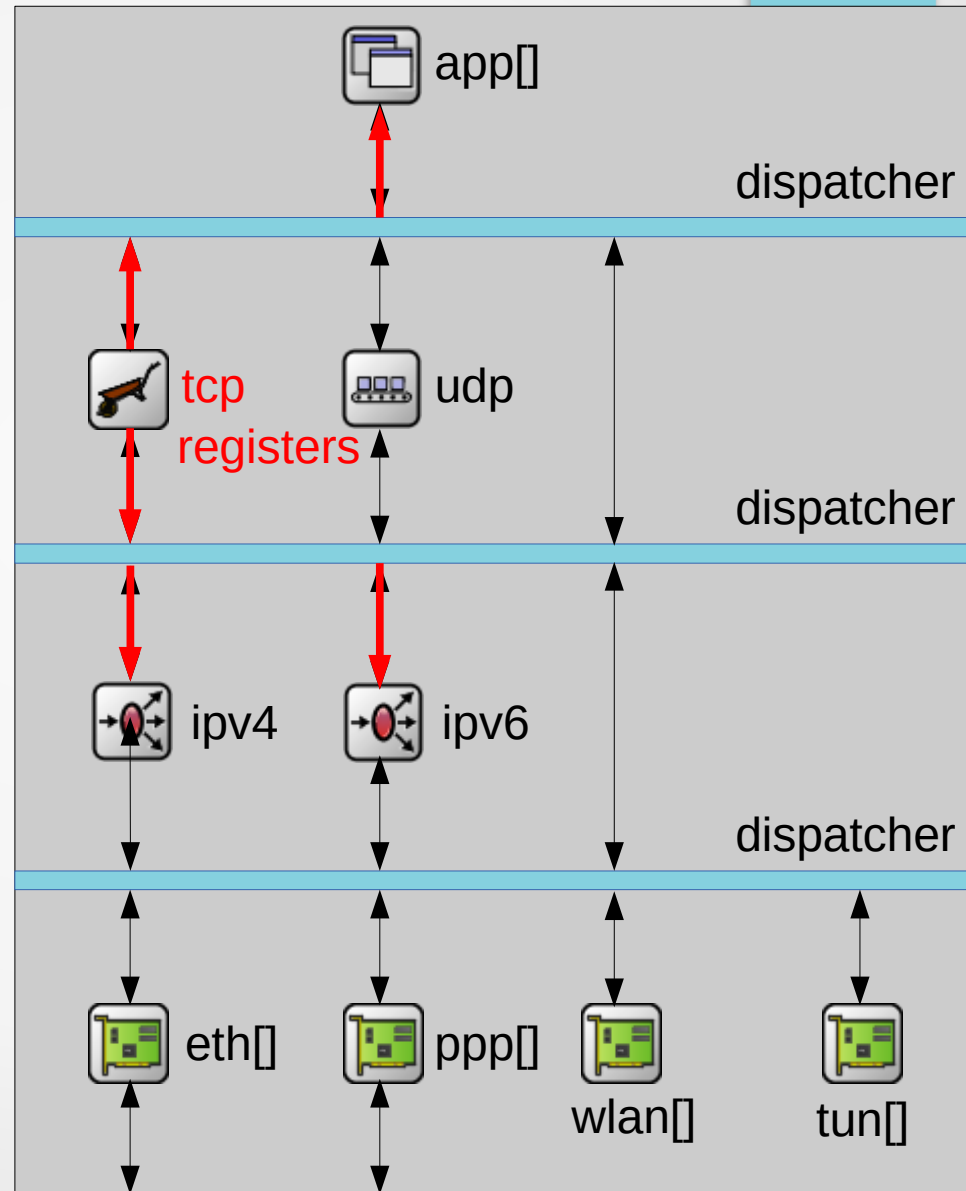 app[]
dispatcher
tcp
registers
udp
dispatcher
ipv4
ipv6
dispatcher
eth[]
ppp[]
wlan[]
tun[]